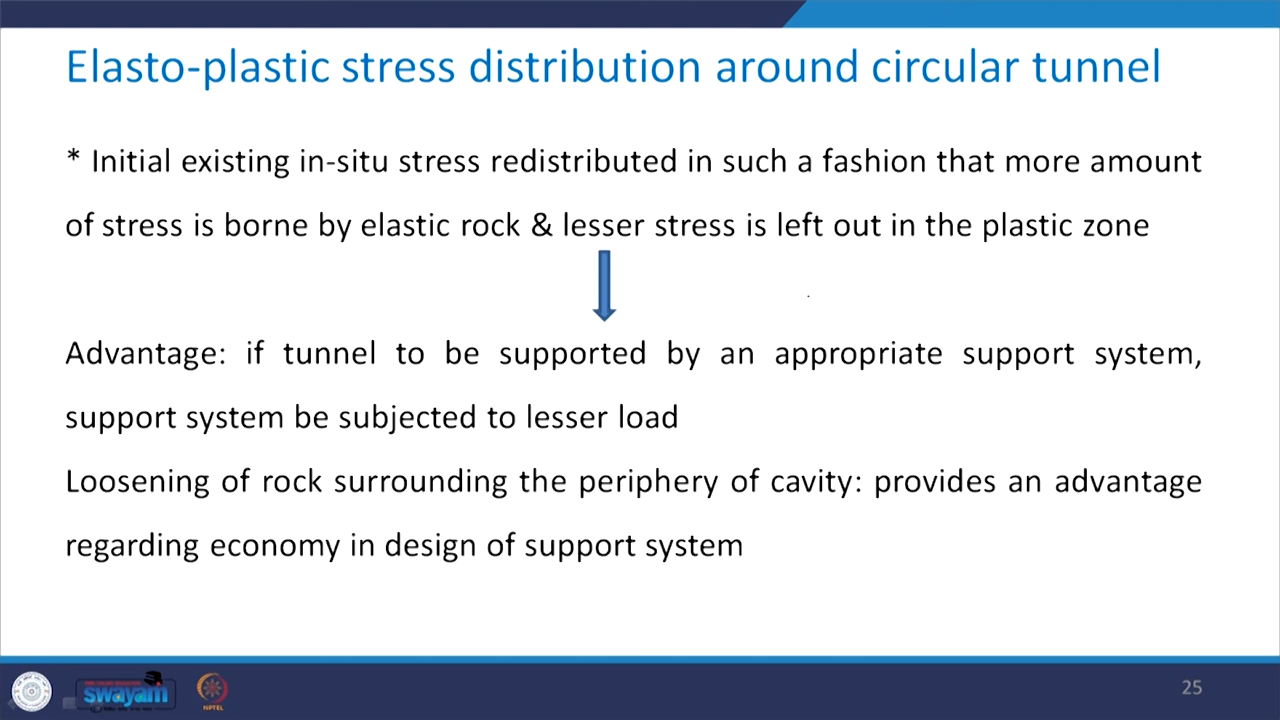 Elasto-plastic stress distribution around circular tunnel
* Initial existing in-situ stress redistributed in such a fashion that more amount
of stress is borne by elastic rock & lesser stress is left out in the plastic zone
Advantage: if tunnel to be supported by an appropriate support system,
support system be subjected to lesser load
Loosening of rock surrounding the periphery of cavity: provides an advantage
regarding economy in design of support system
swayam
NPTEL
25